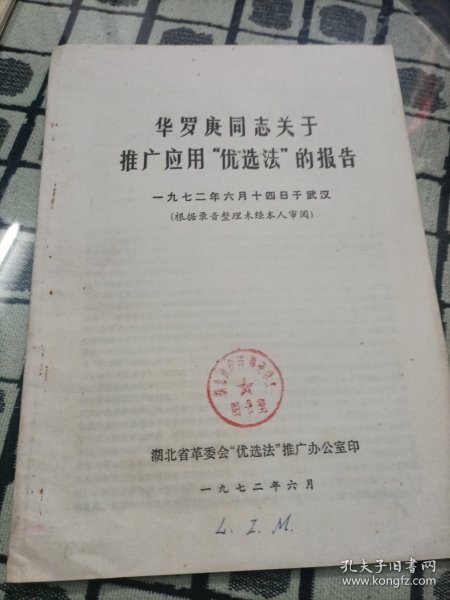 华罗庚同志关于
推广应用“优选法”的报告
一九七二年六月十四日于武汉
(根据录音整理未经本人审阅)
湖北省革委会“优选法”推广办公室印
一九七二年六月
L. I. M.
孔夫子旧书网
www.kongfz.com